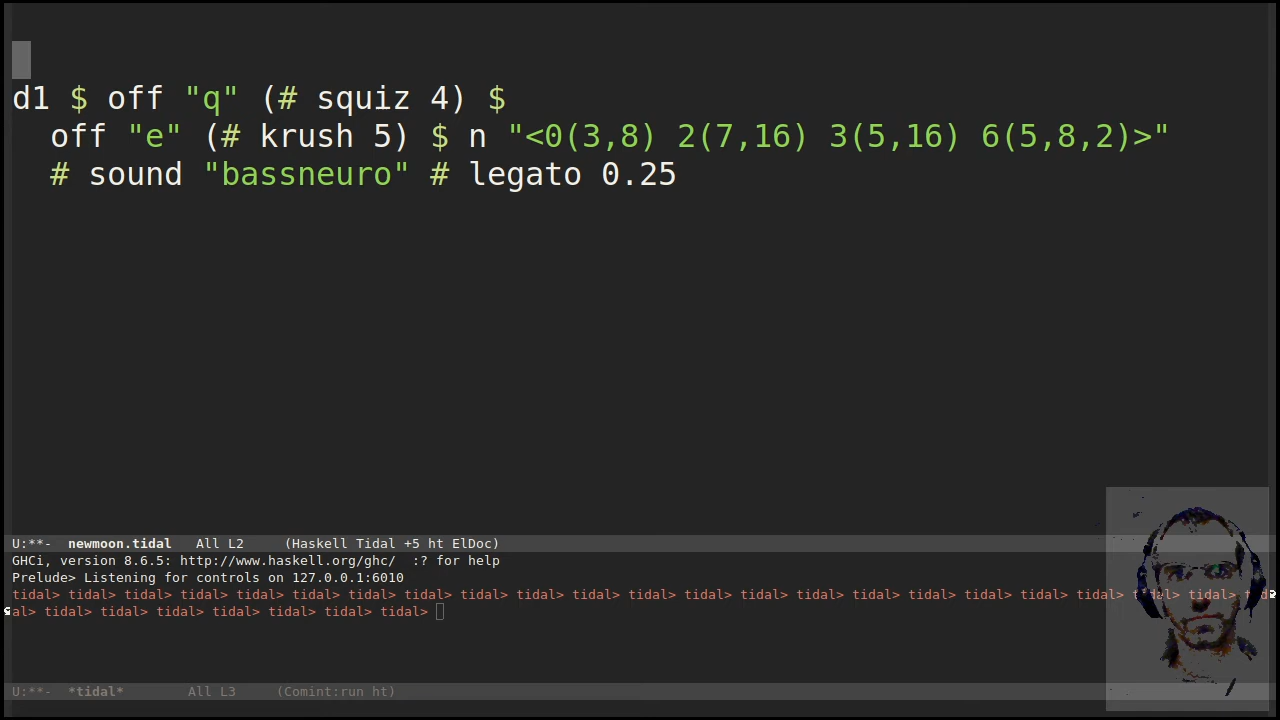 d1 $ off "q" (# squiz 4) $
off "e" (# krush 5) $ n "<0(3,8) 2(7,16) 3(5,16) 6(5,8,2)>"
# sound "bassneuro" # legato 0.25
U:**- newmoon.tidal All L2 (Haskell Tidal +5 ht ElDoc)
GHCi, version 8.6.5: http://www.haskell.org/ghc/ :? for help
Prelude> Listening for controls on 127.0.0.1:6010
tidal> tidal> tidal> tidal> tidal> tidal> tidal> tidal> tidal> tidal> tidal> tidal> tidal> tidal> tidal> tidal> tidal> tidal> tidal> tidal> tidal> tidal> tid
al> tidal> tidal> tidal> tidal> tidal> tidal> tidal>
U:**- *tidal* All L3 (Comint:run ht)